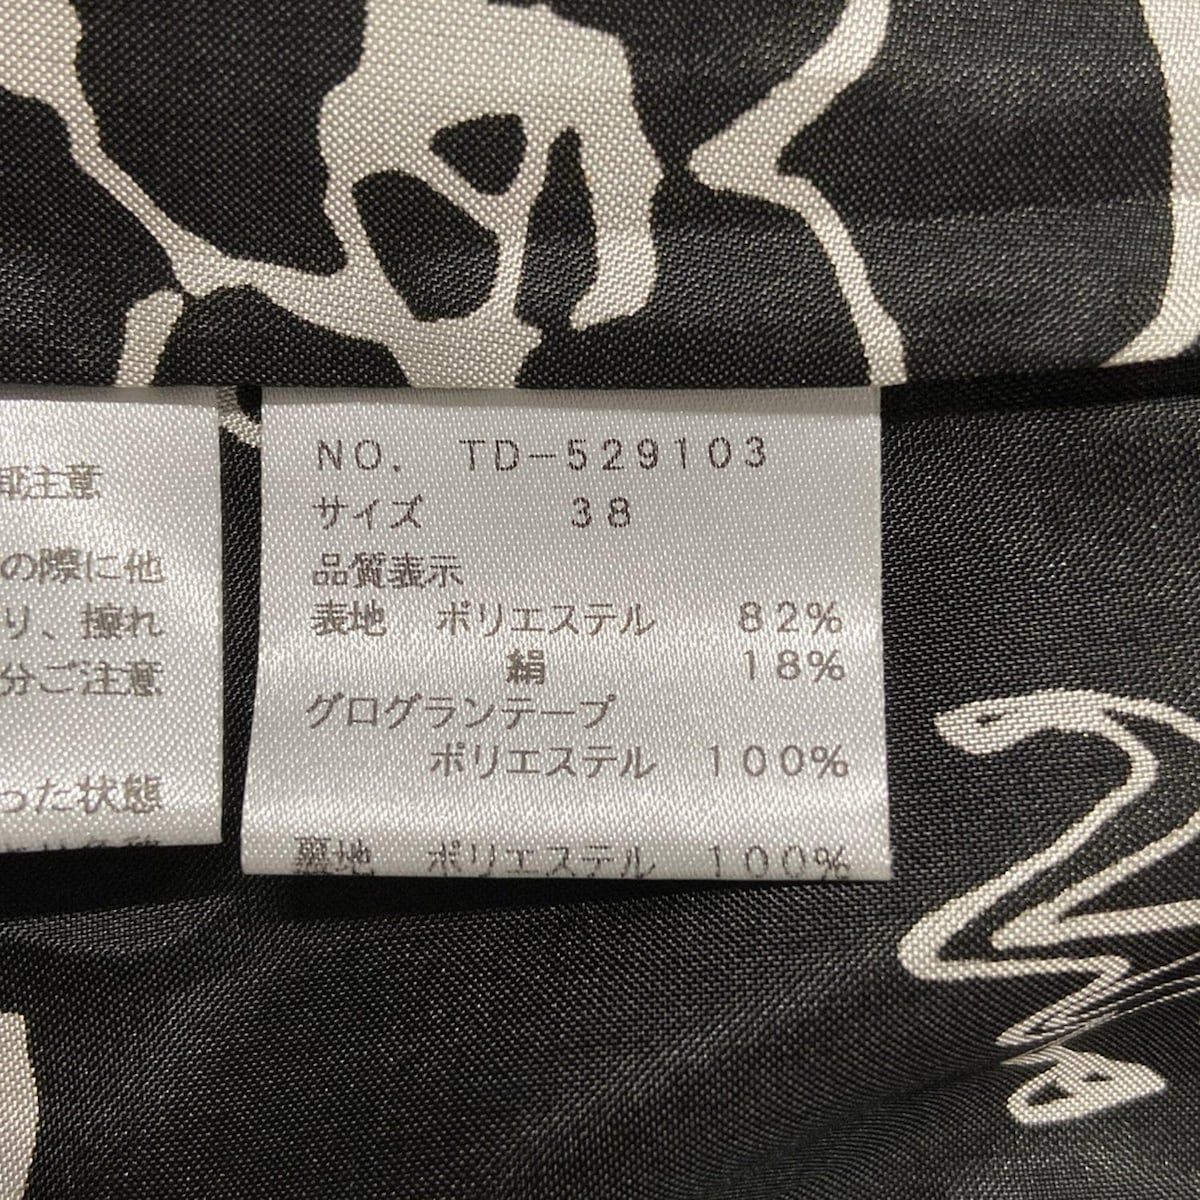 注意
の際に他
り、擦れ
分ご注意
った状態
NO. TD-529103
サイズ 38
品質表示
表地 ポリエステル 82%
絹 18%
グログランテープ
ポリエステル 100%
裏地 ポリエステル 100%